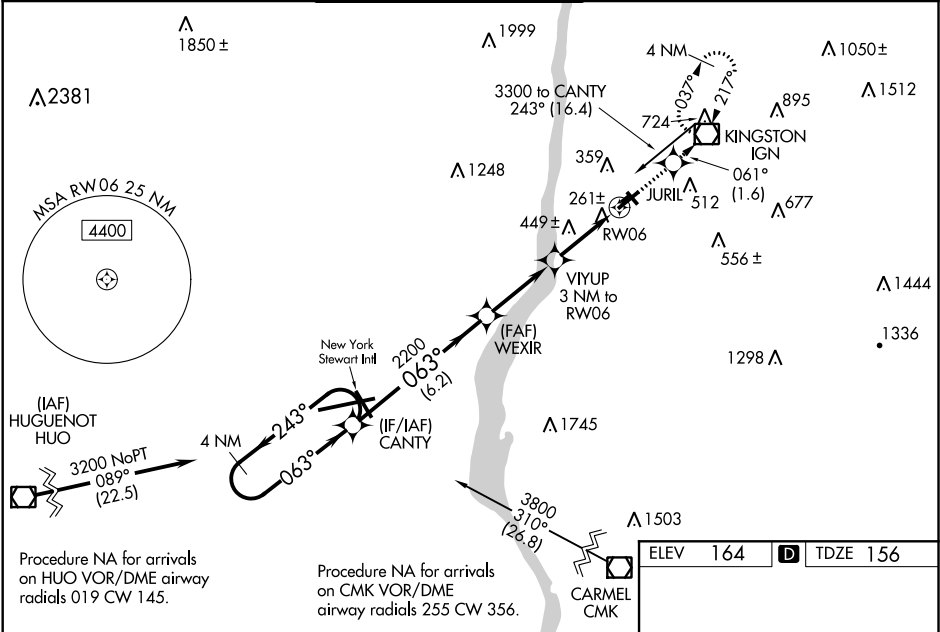 1850 ±
1999
4 NM
1050±
2381
3300 to CANTY
243° (16.4)
037°
217°
1512
895
724
KINGSTON
IGN
1248
359
061°
(1.6)
MSA RW06 25 NM
4400
261±
JURIL
512
677
449 ±
RW06
556 ±
VIYUP
3 NM to
RW06
1444
New York
Stewart Intl
2200
063°
(6.2)
(FAF)
WEXIR
1336
1298
(IAF)
HUGUENOT
HUO
243°
4 NM
063°
(IF/IAF)
CANTY
1745
3200 NoPT
089°
(22.5)
3800
310°
(26.8)
1503
Procedure NA for arrivals
on HUO VOR/DME airway
radials 019 CW 145.
Procedure NA for arrivals
on CMK VOR/DME
airway radials 255 CW 356.
CARMEL
CMK
ELEV 164 D TDZE 156